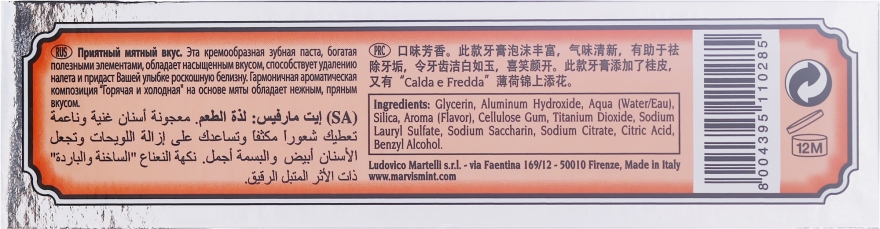 RUS Приятный мятный вкус. Эта кремообразная зубная паста, богатая
полезными элементами, обладает насыщенным вкусом, способствует удалению
налета и придаст Вашей улыбке роскошную белизну. Гармоничная ароматическая
композиция "Горячая и холодная" на основе мяты обладает нежным, пряным
вкусом.
(SA) إيت مارفيس: لذة الطعم. معجونة أسنان غنية وناعمة
تعطيك شعوراً مكثفاً وتساعدك على إزالة اللويحات وتجعل
الأسنان أبيض والبسمة أجمل. نكهة النعناع "الساخنة والباردة"
ذات الأثر المتبل الرقيق.
PRC 口味芳香。此款牙膏泡沫丰富，气味清新，有助于祛
除牙垢，令牙齿洁白如玉，喜笑颜开。此款牙膏添加了桂皮，
又有 “Calda e Fredda” 薄荷锦上添花。
Ingredients: Glycerin, Aluminum Hydroxide, Aqua (Water/Eau),
Silica, Aroma (Flavor), Cellulose Gum, Titanium Dioxide, Sodium
Lauryl Sulfate, Sodium Saccharin, Sodium Citrate, Citric Acid,
Benzyl Alcohol.
Ludovico Martelli s.r.l. - via Faentina 169/12 - 50010 Firenze, Made in Italy
www.marvismint.com
8 004395 110285
12M